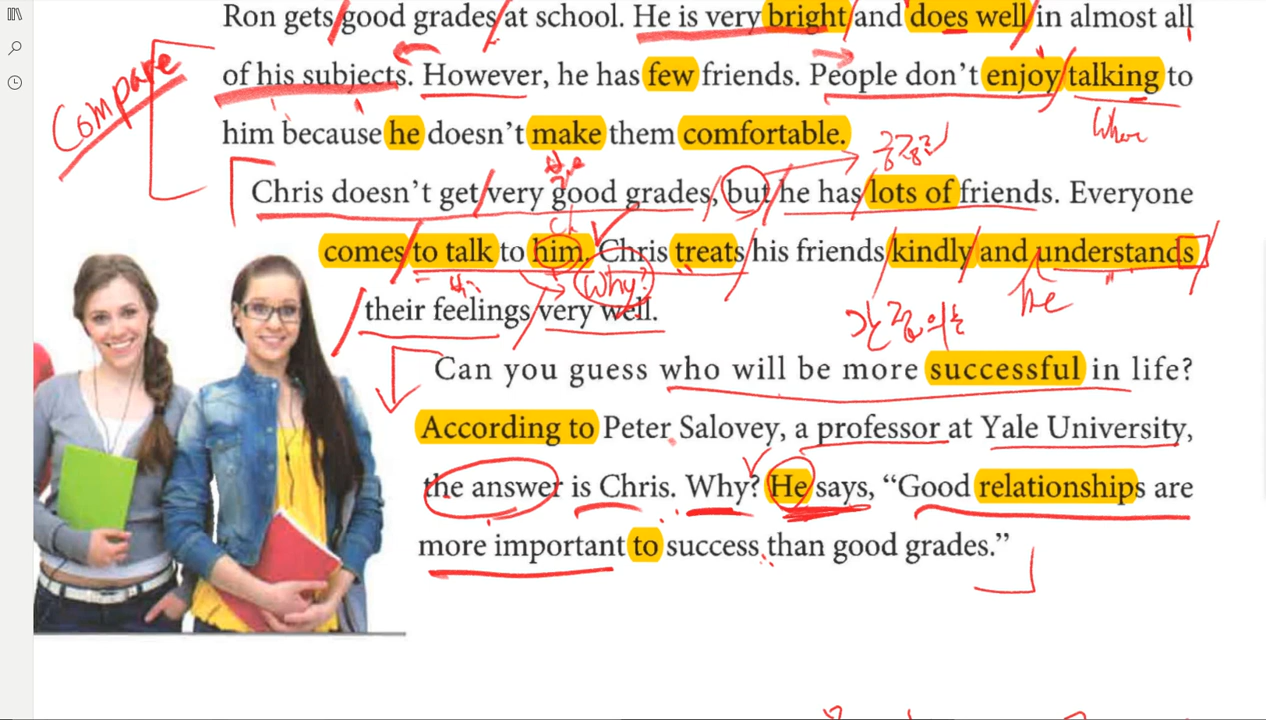 Ron gets good grades at school. He is very bright and does well in almost all
of his subjects. However, he has few friends. People don't enjoy talking to
Compare
him because he doesn't make them comfortable.
Chris doesn't get very good grades, but he has lots of friends. Everyone
comes to talk to him. Chris treats his friends kindly and understands
Why?
he
their feelings very well.
Can you guess who will be more successful in life?
According to Peter Salovey, a professor at Yale University,
the answer is Chris. Why? He says, “Good relationships are
more important to success than good grades.”